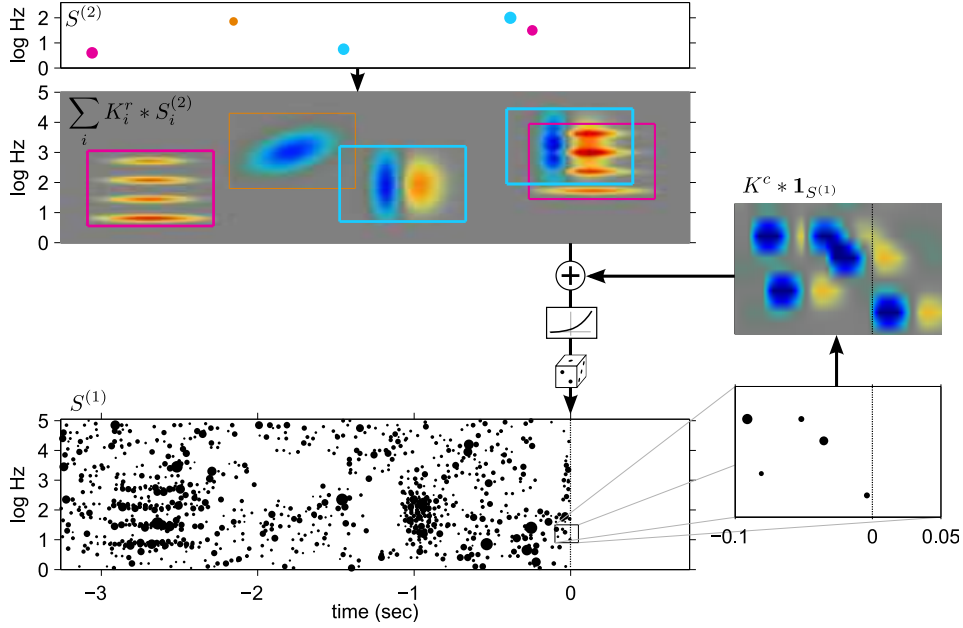 S^{(2)}
log Hz
2
1
0
\sum_i K_i^r * S_i^{(2)}
log Hz
5
4
3
2
1
0
K^c * 1_{S^{(1)}}
+
S^{(1)}
log Hz
5
4
3
2
1
0
−3
−2
−1
0
time (sec)
−0.1
0
0.05